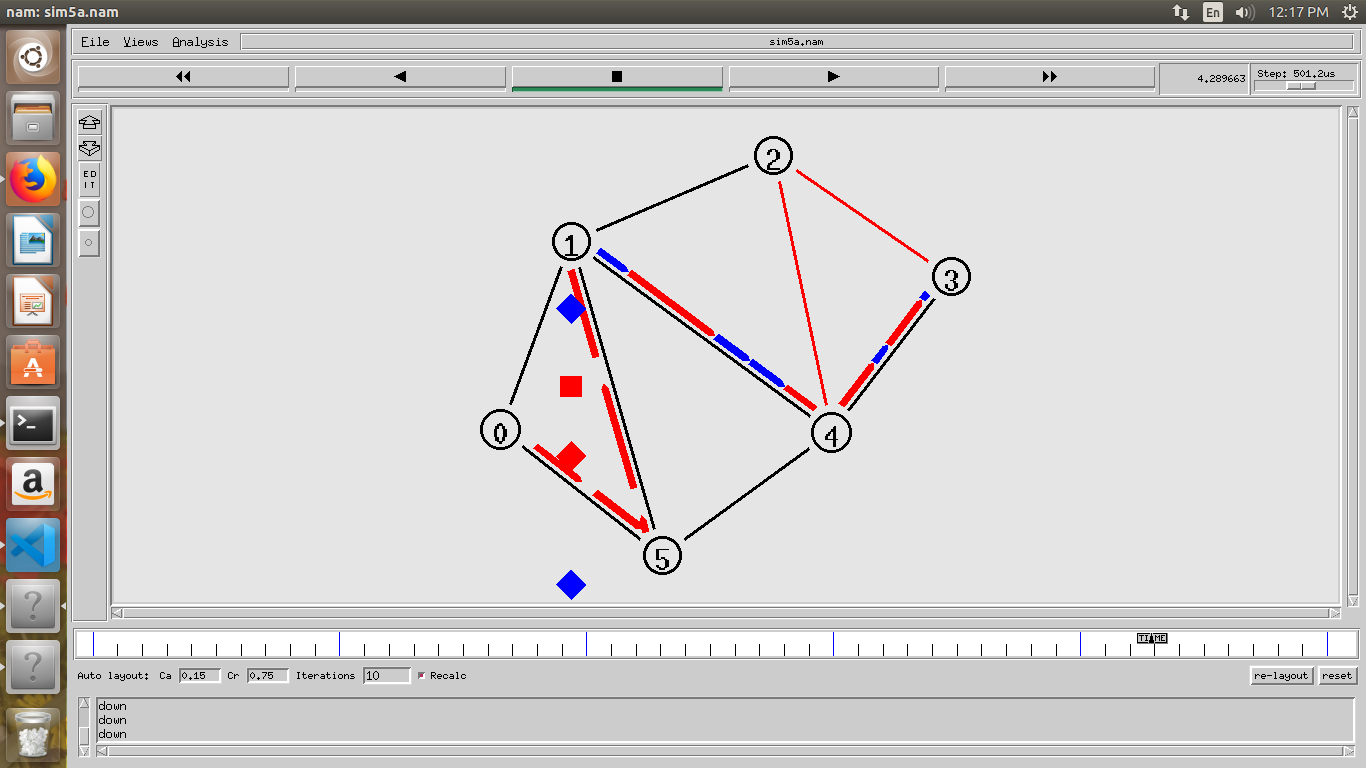 nam: sim5a.nam
En
12:17 PM
File Views Analysis
sim5a.nam
4.289663
Step: 501.2us
ED
IT
2
1
3
0
4
5
TIME
Auto layout: Ca 0.15 Cr 0.75 Iterations 10 Recalc
re-layout
reset
down
down
down